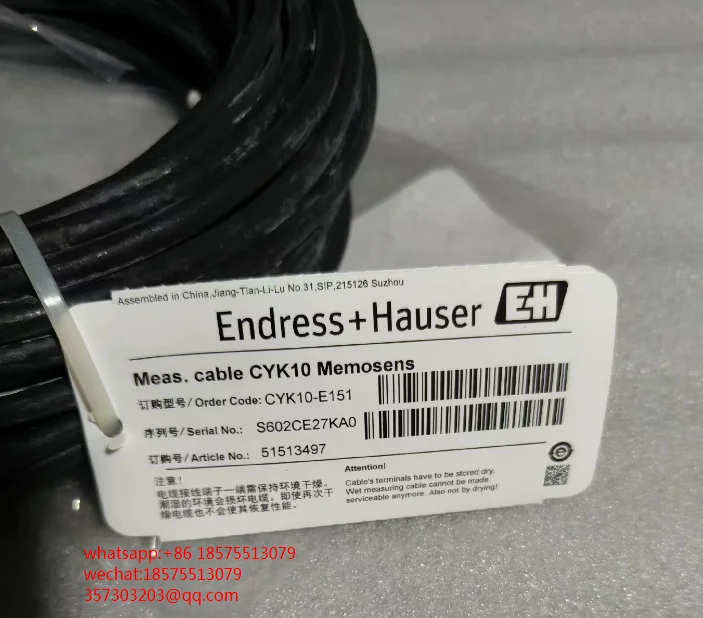 Assembled in China,Jiang-Tian-Li-Lu No.31,SIP,215126 Suzhou
Endress+Hauser EH
Meas. cable CYK10 Memosens
订购型号/Order Code: CYK10-E151
序列号/Serial No.: S602CE27KA0
订购号/Article No.: 51513497
注意!
电缆接线端子一端需保持环境干燥。
潮湿的环境会损坏电缆。即使再次干
燥电缆也不会使其恢复性能。
Attention!
Cable's terminals have to be stored dry.
Wet measuring cable cannot be made
serviceable anymore. Also not by drying!
whatsapp:+86 18575513079
wechat:18575513079
357303203@qq.com